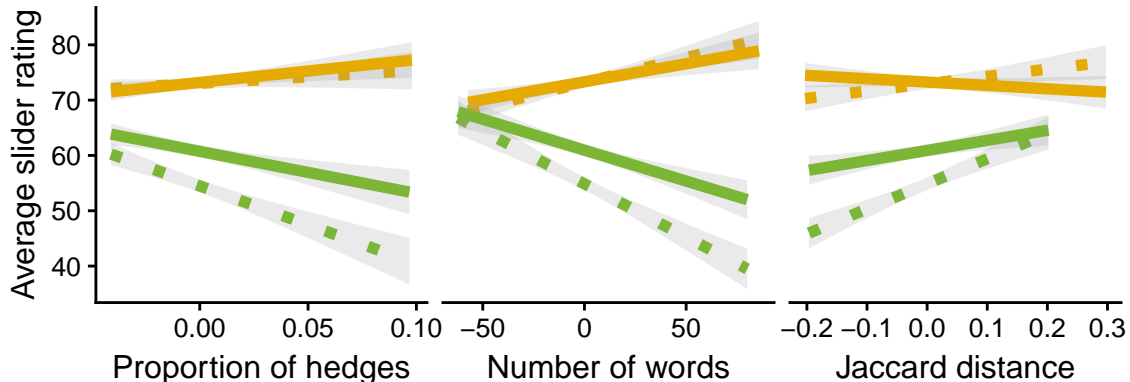 Average slider rating
80
70
60
50
40
0.00 0.05 0.10
−50 0 50
−0.2 −0.1 0.0 0.1 0.2 0.3
Proportion of hedges
Number of words
Jaccard distance